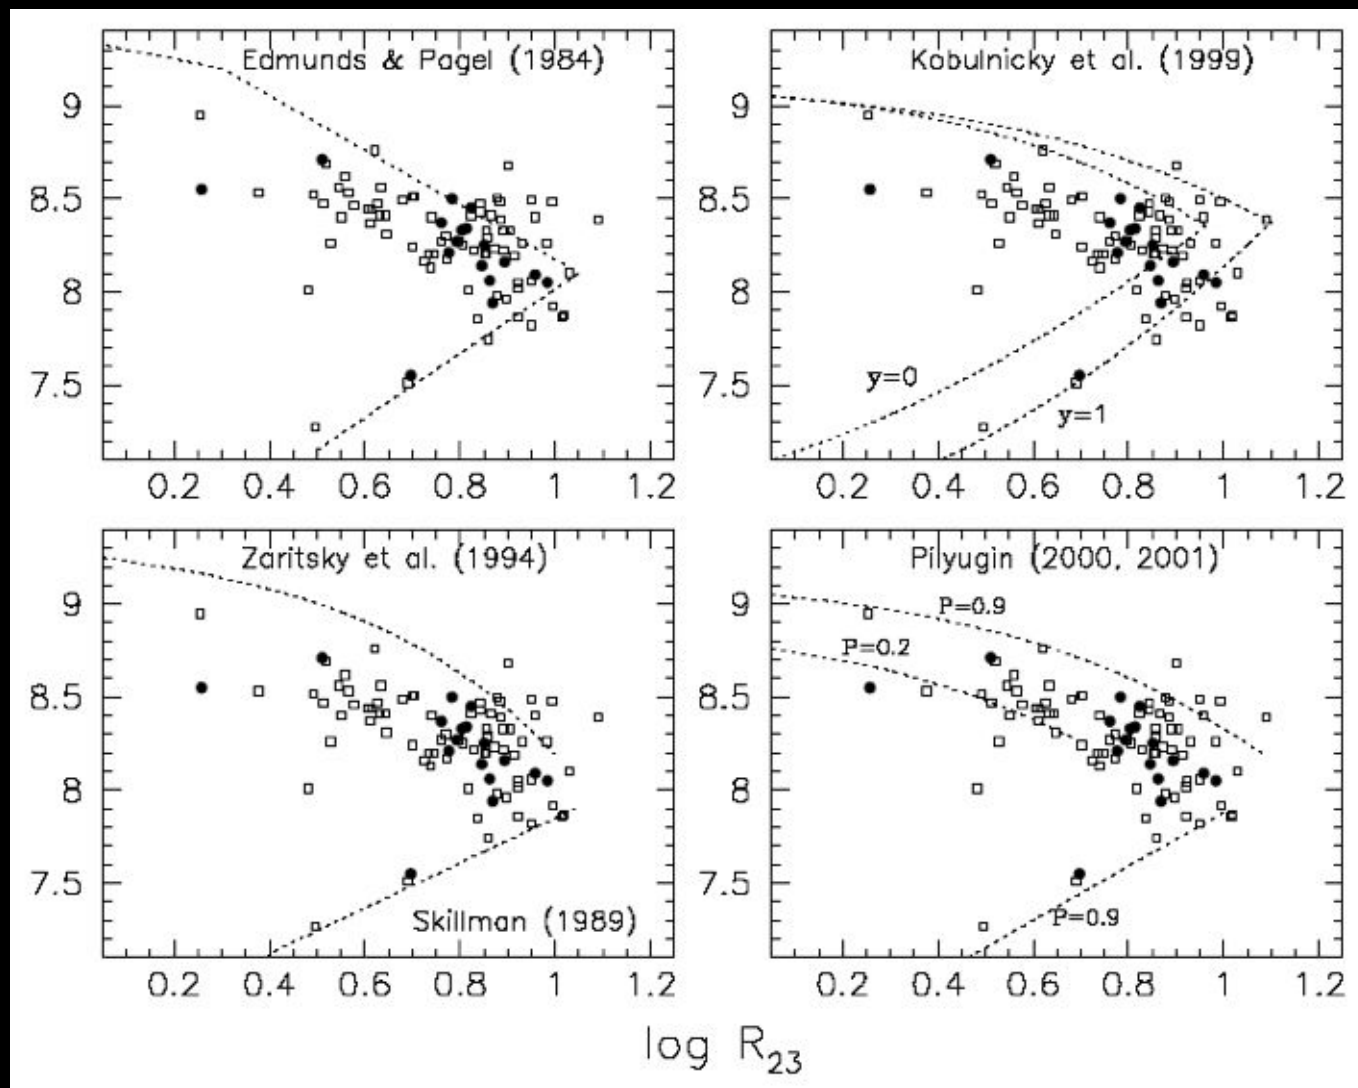 Edmunds & Pagel (1984)
9
8.5
8
7.5
0.2 0.4 0.6 0.8 1 1.2
Kobulnicky et al. (1999)
9
8.5
8
7.5
y=0
y=1
0.2 0.4 0.6 0.8 1 1.2
Zaritsky et al. (1994)
9
8.5
8
7.5
Skillman (1989)
0.2 0.4 0.6 0.8 1 1.2
Pilyugin (2000, 2001)
9
P=0.9
P=0.2
8.5
8
7.5
P=0.9
0.2 0.4 0.6 0.8 1 1.2
log R23